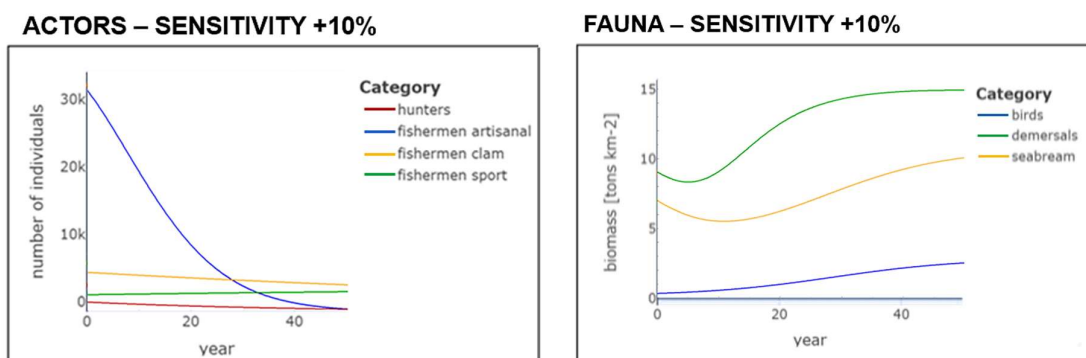 ACTORS – SENSITIVITY +10%
number of individuals
30k
20k
10k
0
0
20
40
year
Category
hunters
fishermen artisanal
fishermen clam
fishermen sport
FAUNA – SENSITIVITY +10%
biomass [tons km-2]
15
10
5
0
0
20
40
year
Category
birds
demersals
seabream